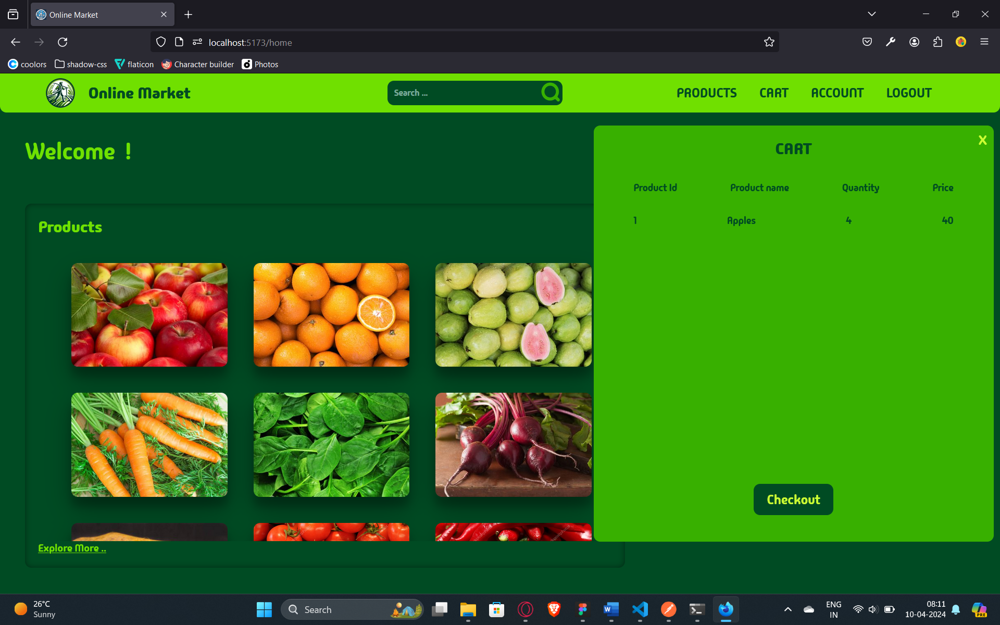 Online Market
localhost:5173/home
coolors shadow-css flaticon Character builder Photos
Online Market
Search ...
PRODUCTS CART ACCOUNT LOGOUT
Welcome !
CART
X
Product Id Product name Quantity Price
1 Apples 4 40
Products
Checkout
Explore More ..
26°C
Sunny
Search
ENG
IN
08:11
10-04-2024
PRE